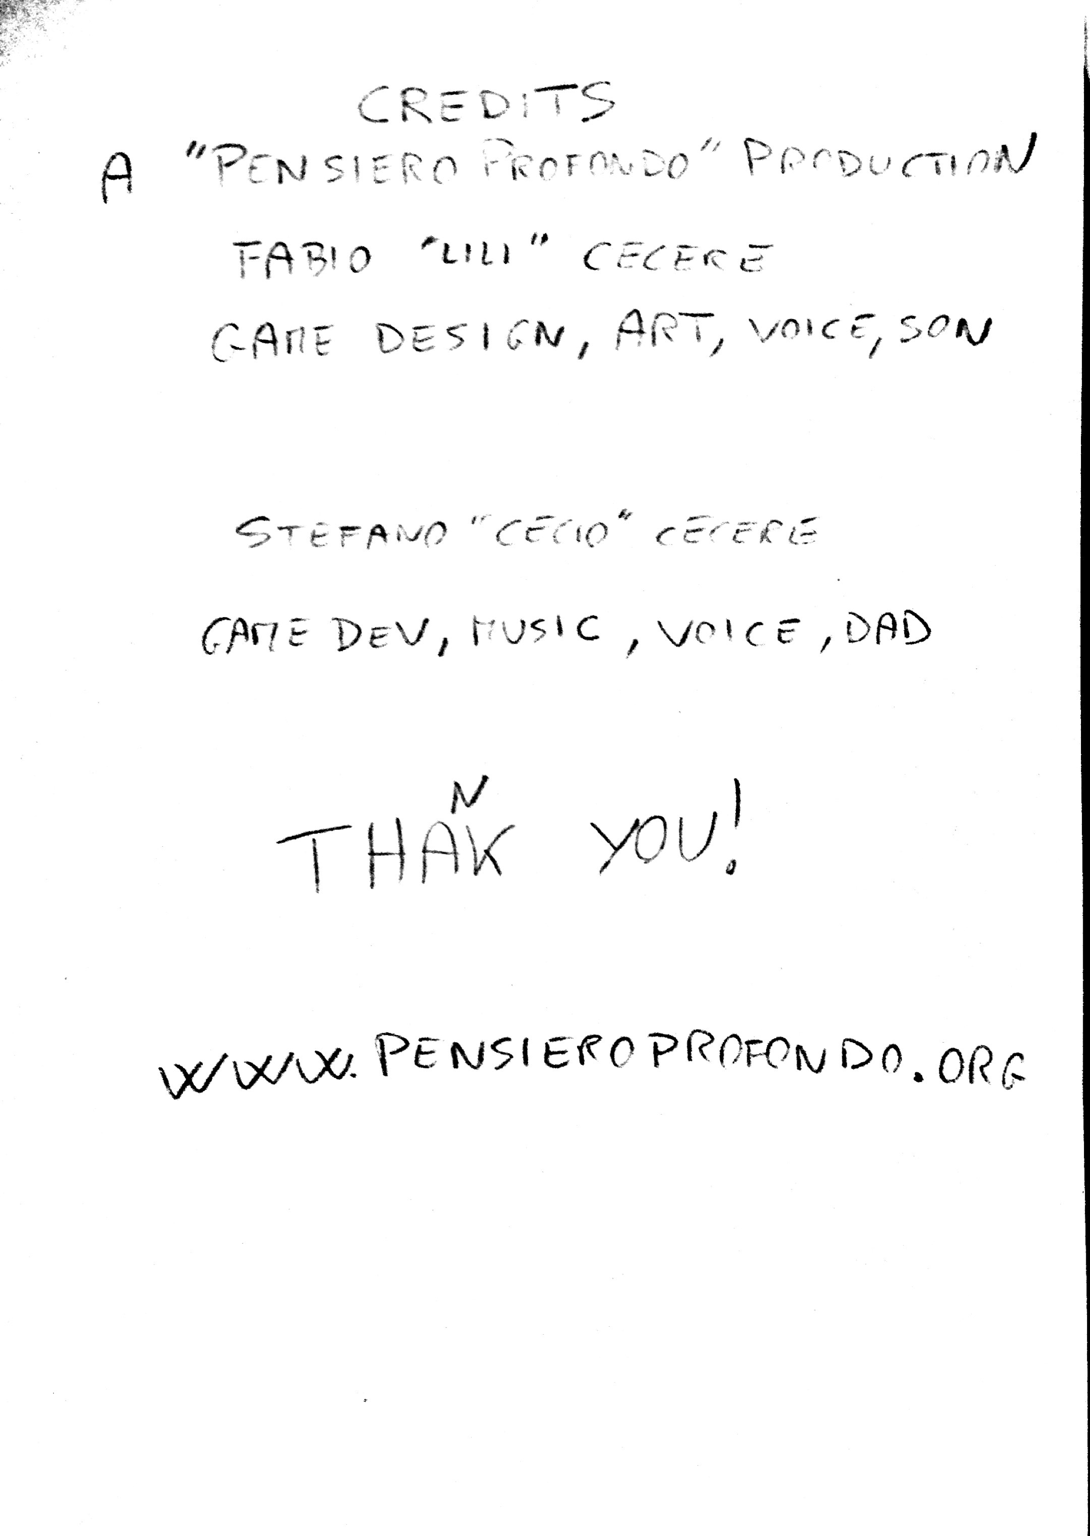 CREDITS
A "PENSIERO PROFONDO" PRODUCTION
FABIO "LILI" CECERE
GAME DESIGN, ART, VOICE, SON
STEFANO "CECIO" CECERE
GAME DEV, MUSIC, VOICE, DAD
THANK YOU!
WWW.PENSIEROPROFONDO.ORG